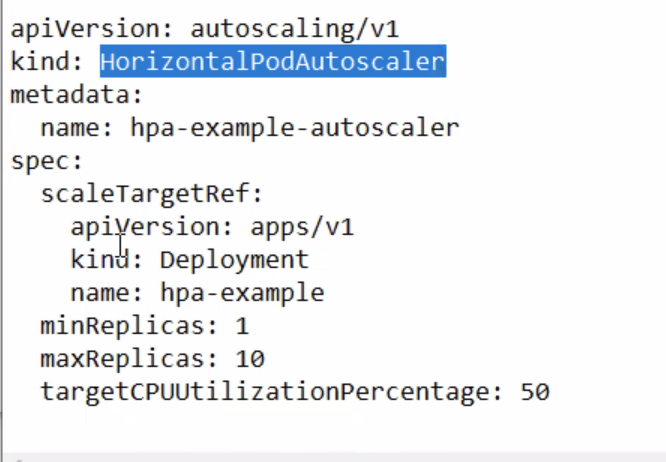 apiVersion: autoscaling/v1
kind: HorizontalPodAutoscaler
metadata:
  name: hpa-example-autoscaler
spec:
  scaleTargetRef:
    apiVersion: apps/v1
    kind: Deployment
    name: hpa-example
  minReplicas: 1
  maxReplicas: 10
  targetCPUUtilizationPercentage: 50